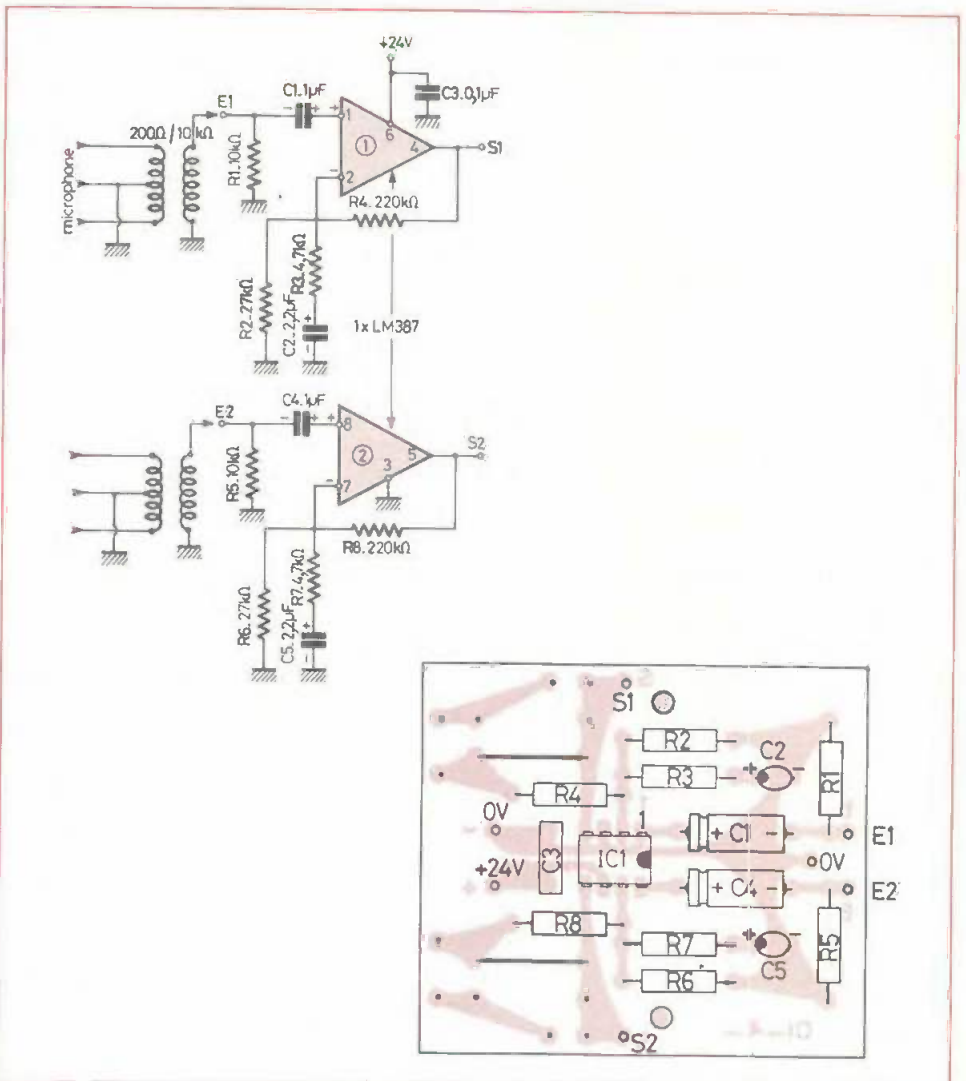 +24V
C1.1µF
C3.0,1µF
E1
200Ω/10kΩ
R1.10kΩ
1
6
①
4
S1
2
R4.220kΩ
microphone
R3.4,7kΩ
R2.27kΩ
C2.2,2µF
1x LM387
C4.1µF
E2
8
②
5
S2
3
7
R5.10kΩ
R8.220kΩ
R7.4,7kΩ
R6.27kΩ
C5.2,2µF
S1
R2
C2
R3
R1
R4
0V
1
C1
E1
C3
IC1
0V
+24V
C4
E2
R8
R7
R5
C5
R6
S2